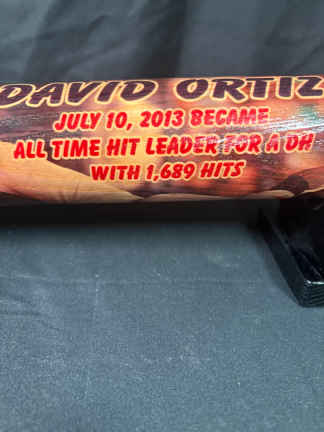 DAVID ORTIZ
JULY 10, 2013 BECAME
ALL TIME HIT LEADER FOR A DH
WITH 1,689 HITS